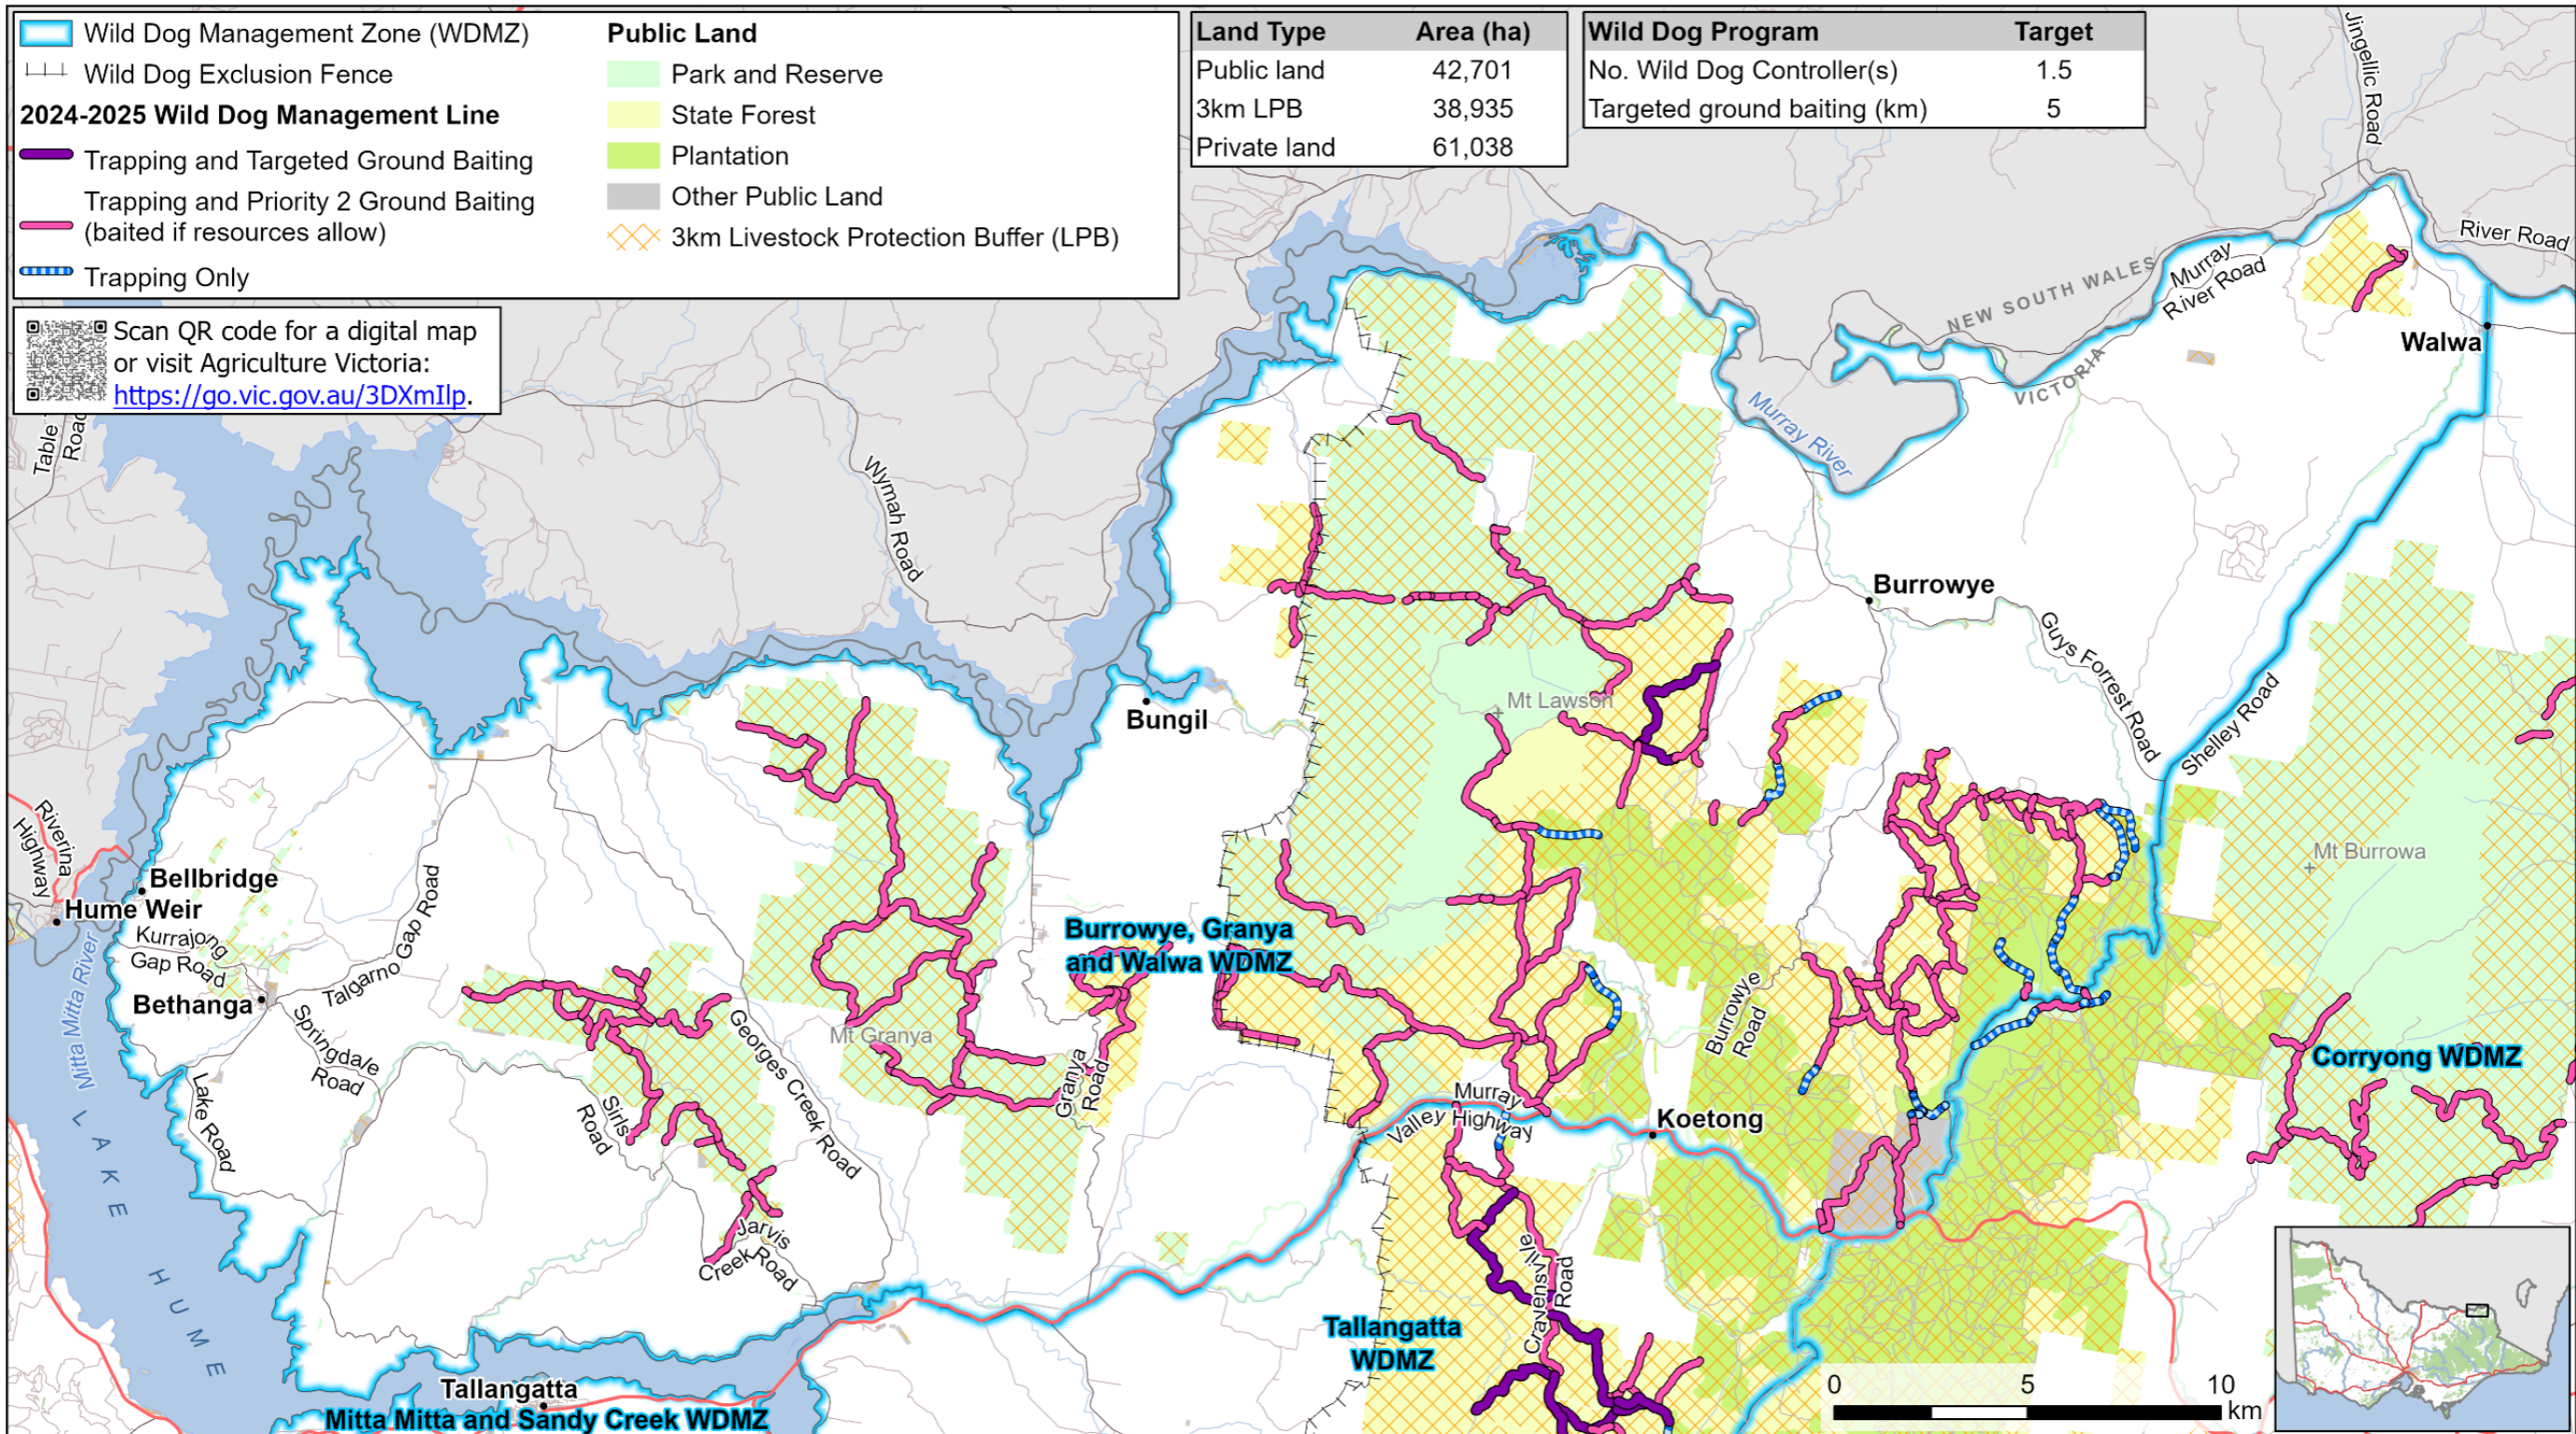 Wild Dog Management Zone (WDMZ)
Wild Dog Exclusion Fence
2024-2025 Wild Dog Management Line
Trapping and Targeted Ground Baiting
Trapping and Priority 2 Ground Baiting
(baited if resources allow)
Trapping Only
Public Land
Park and Reserve
State Forest
Plantation
Other Public Land
3km Livestock Protection Buffer (LPB)
Land Type Area (ha)
Public land 42,701
3km LPB 38,935
Private land 61,038
Wild Dog Program Target
No. Wild Dog Controller(s) 1.5
Targeted ground baiting (km) 5
Scan QR code for a digital map
or visit Agriculture Victoria:
https://go.vic.gov.au/3DXmIlp.
Jingellic Road
River Road
Murray
River Road
NEW SOUTH WALES
VICTORIA
Walwa
Murray River
Table
Road
Wymah Road
Burrowye
Guys Forrest Road
Shelley Road
Mt Lawson
Bungil
Mt Burrowa
Riverina
Highway
Bellbridge
Hume Weir
Kurrajong
Gap Road
Talgarno Gap Road
Bethanga
Mitta Mitta River
Springdale
Road
Burrowye, Granya
and Walwa WDMZ
Mt Granya
Georges Creek Road
Granya
Road
Burrowye
Road
Corryong WDMZ
Lake Road
Sirls
Road
Murray
Valley Highway
Koetong
LAKE HUME
Jarvis
Creek Road
Cravensville
Road
Tallangatta
WDMZ
Tallangatta
Mitta Mitta and Sandy Creek WDMZ
0 5 10
km